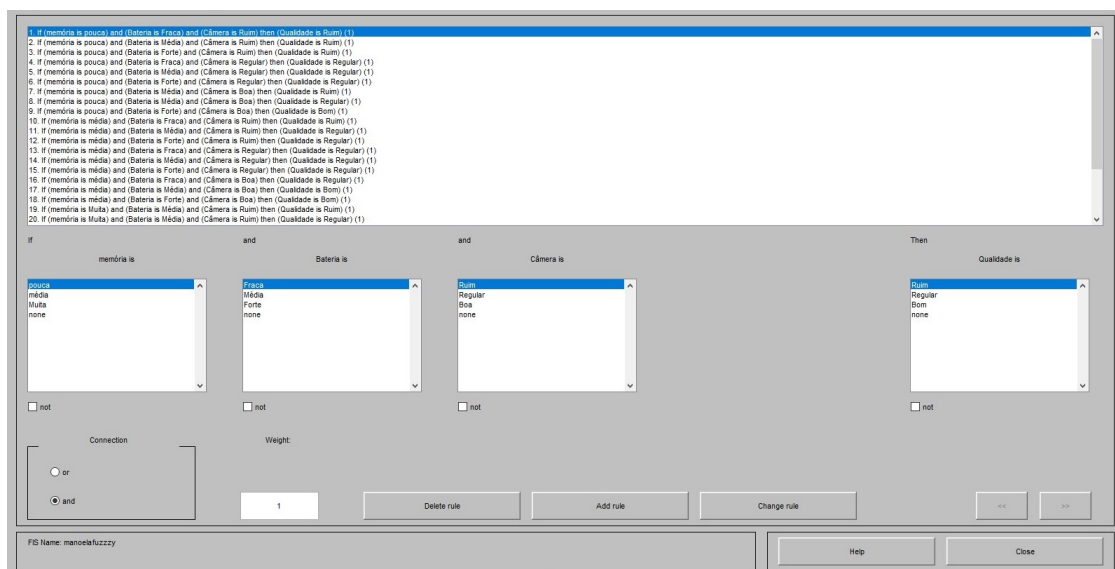 1. If (memória is pouca) and (Bateria is Fraca) and (Câmera is Ruim) then (Qualidade is Ruim) (1)
2. If (memória is pouca) and (Bateria is Média) and (Câmera is Ruim) then (Qualidade is Ruim) (1)
3. If (memória is pouca) and (Bateria is Forte) and (Câmera is Ruim) then (Qualidade is Ruim) (1)
4. If (memória is pouca) and (Bateria is Fraca) and (Câmera is Regular) then (Qualidade is Regular) (1)
5. If (memória is pouca) and (Bateria is Média) and (Câmera is Regular) then (Qualidade is Regular) (1)
6. If (memória is pouca) and (Bateria is Forte) and (Câmera is Regular) then (Qualidade is Regular) (1)
7. If (memória is pouca) and (Bateria is Média) and (Câmera is Boa) then (Qualidade is Ruim) (1)
8. If (memória is pouca) and (Bateria is Média) and (Câmera is Boa) then (Qualidade is Regular) (1)
9. If (memória is pouca) and (Bateria is Forte) and (Câmera is Boa) then (Qualidade is Bom) (1)
10. If (memória is média) and (Bateria is Fraca) and (Câmera is Ruim) then (Qualidade is Ruim) (1)
11. If (memória is média) and (Bateria is Média) and (Câmera is Ruim) then (Qualidade is Regular) (1)
12. If (memória is média) and (Bateria is Forte) and (Câmera is Ruim) then (Qualidade is Regular) (1)
13. If (memória is média) and (Bateria is Fraca) and (Câmera is Regular) then (Qualidade is Regular) (1)
14. If (memória is média) and (Bateria is Média) and (Câmera is Regular) then (Qualidade is Regular) (1)
15. If (memória is média) and (Bateria is Forte) and (Câmera is Regular) then (Qualidade is Regular) (1)
16. If (memória is média) and (Bateria is Fraca) and (Câmera is Boa) then (Qualidade is Regular) (1)
17. If (memória is média) and (Bateria is Média) and (Câmera is Boa) then (Qualidade is Bom) (1)
18. If (memória is média) and (Bateria is Forte) and (Câmera is Boa) then (Qualidade is Bom) (1)
19. If (memória is Muita) and (Bateria is Média) and (Câmera is Ruim) then (Qualidade is Ruim) (1)
20. If (memória is Muita) and (Bateria is Média) and (Câmera is Ruim) then (Qualidade is Regular) (1)
If and and Then
memória is Bateria is Câmera is Qualidade is
pouca Fraca Ruim Ruim
média Média Regular Regular
Muita Forte Boa Bom
none none none none
not not not not
Connection Weight:
or
and 1 Delete rule Add rule Change rule << >>
FIS Name: manoelafuzzzy Help Close